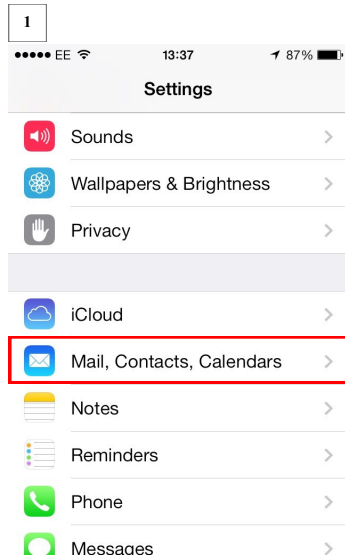 1
EE 13:37 87%
Settings
Sounds
Wallpapers & Brightness
Privacy
iCloud
Mail, Contacts, Calendars
Notes
Reminders
Phone
Messages